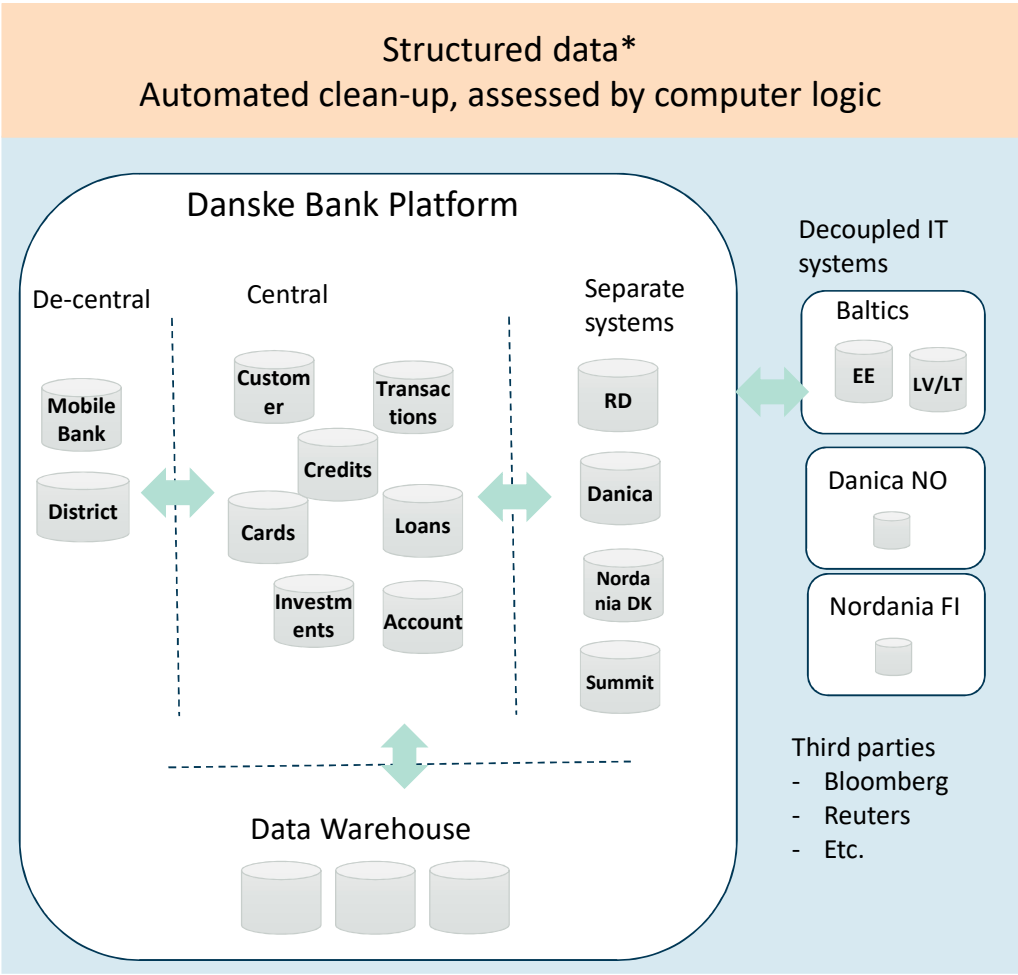 Structured data*
Automated clean-up, assessed by computer logic
Danske Bank Platform
De-central
Mobile
Bank
District
Central
Custom
er
Transac
tions
Credits
Cards
Loans
Investm
ents
Account
Separate
systems
RD
Danica
Norda
nia DK
Summit
Data Warehouse
Decoupled IT
systems
Baltics
EE
LV/LT
Danica NO
Nordania FI
Third parties
- Bloomberg
- Reuters
- Etc.